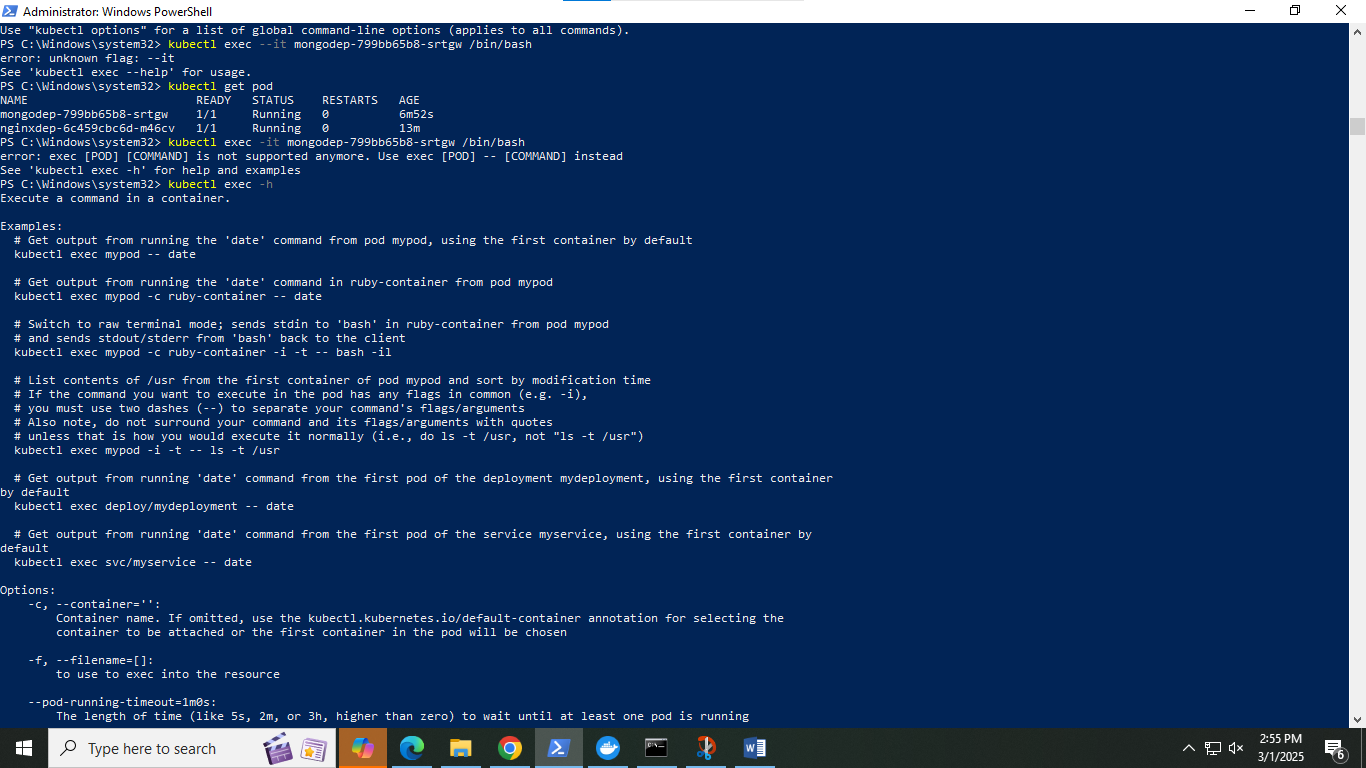 Administrator: Windows PowerShell
Use "kubectl options" for a list of global command-line options (applies to all commands).
PS C:\Windows\system32> kubectl exec --it mongodep-799bb65b8-srtgw /bin/bash
error: unknown flag: --it
See 'kubectl exec --help' for usage.
PS C:\Windows\system32> kubectl get pod
NAME                        READY   STATUS    RESTARTS   AGE
mongodep-799bb65b8-srtgw    1/1     Running   0          6m52s
nginxdep-6c459cbc6d-m46cv   1/1     Running   0          13m
PS C:\Windows\system32> kubectl exec -it mongodep-799bb65b8-srtgw /bin/bash
error: exec [POD] [COMMAND] is not supported anymore. Use exec [POD] -- [COMMAND] instead
See 'kubectl exec -h' for help and examples
PS C:\Windows\system32> kubectl exec -h
Execute a command in a container.
Examples:
  # Get output from running the 'date' command from pod mypod, using the first container by default
  kubectl exec mypod -- date
  # Get output from running the 'date' command in ruby-container from pod mypod
  kubectl exec mypod -c ruby-container -- date
  # Switch to raw terminal mode; sends stdin to 'bash' in ruby-container from pod mypod
  # and sends stdout/stderr from 'bash' back to the client
  kubectl exec mypod -c ruby-container -i -t -- bash -il
  # List contents of /usr from the first container of pod mypod and sort by modification time
  # If the command you want to execute in the pod has any flags in common (e.g. -i),
  # you must use two dashes (--) to separate your command's flags/arguments
  # Also note, do not surround your command and its flags/arguments with quotes
  # unless that is how you would execute it normally (i.e., do ls -t /usr, not "ls -t /usr")
  kubectl exec mypod -i -t -- ls -t /usr
  # Get output from running 'date' command from the first pod of the deployment mydeployment, using the first container
by default
  kubectl exec deploy/mydeployment -- date
  # Get output from running 'date' command from the first pod of the service myservice, using the first container by
default
  kubectl exec svc/myservice -- date
Options:
    -c, --container='':
        Container name. If omitted, use the kubectl.kubernetes.io/default-container annotation for selecting the
        container to be attached or the first container in the pod will be chosen
    -f, --filename=[]:
        to use to exec into the resource
    --pod-running-timeout=1m0s:
        The length of time (like 5s, 2m, or 3h, higher than zero) to wait until at least one pod is running
Type here to search
2:55 PM
3/1/2025
6